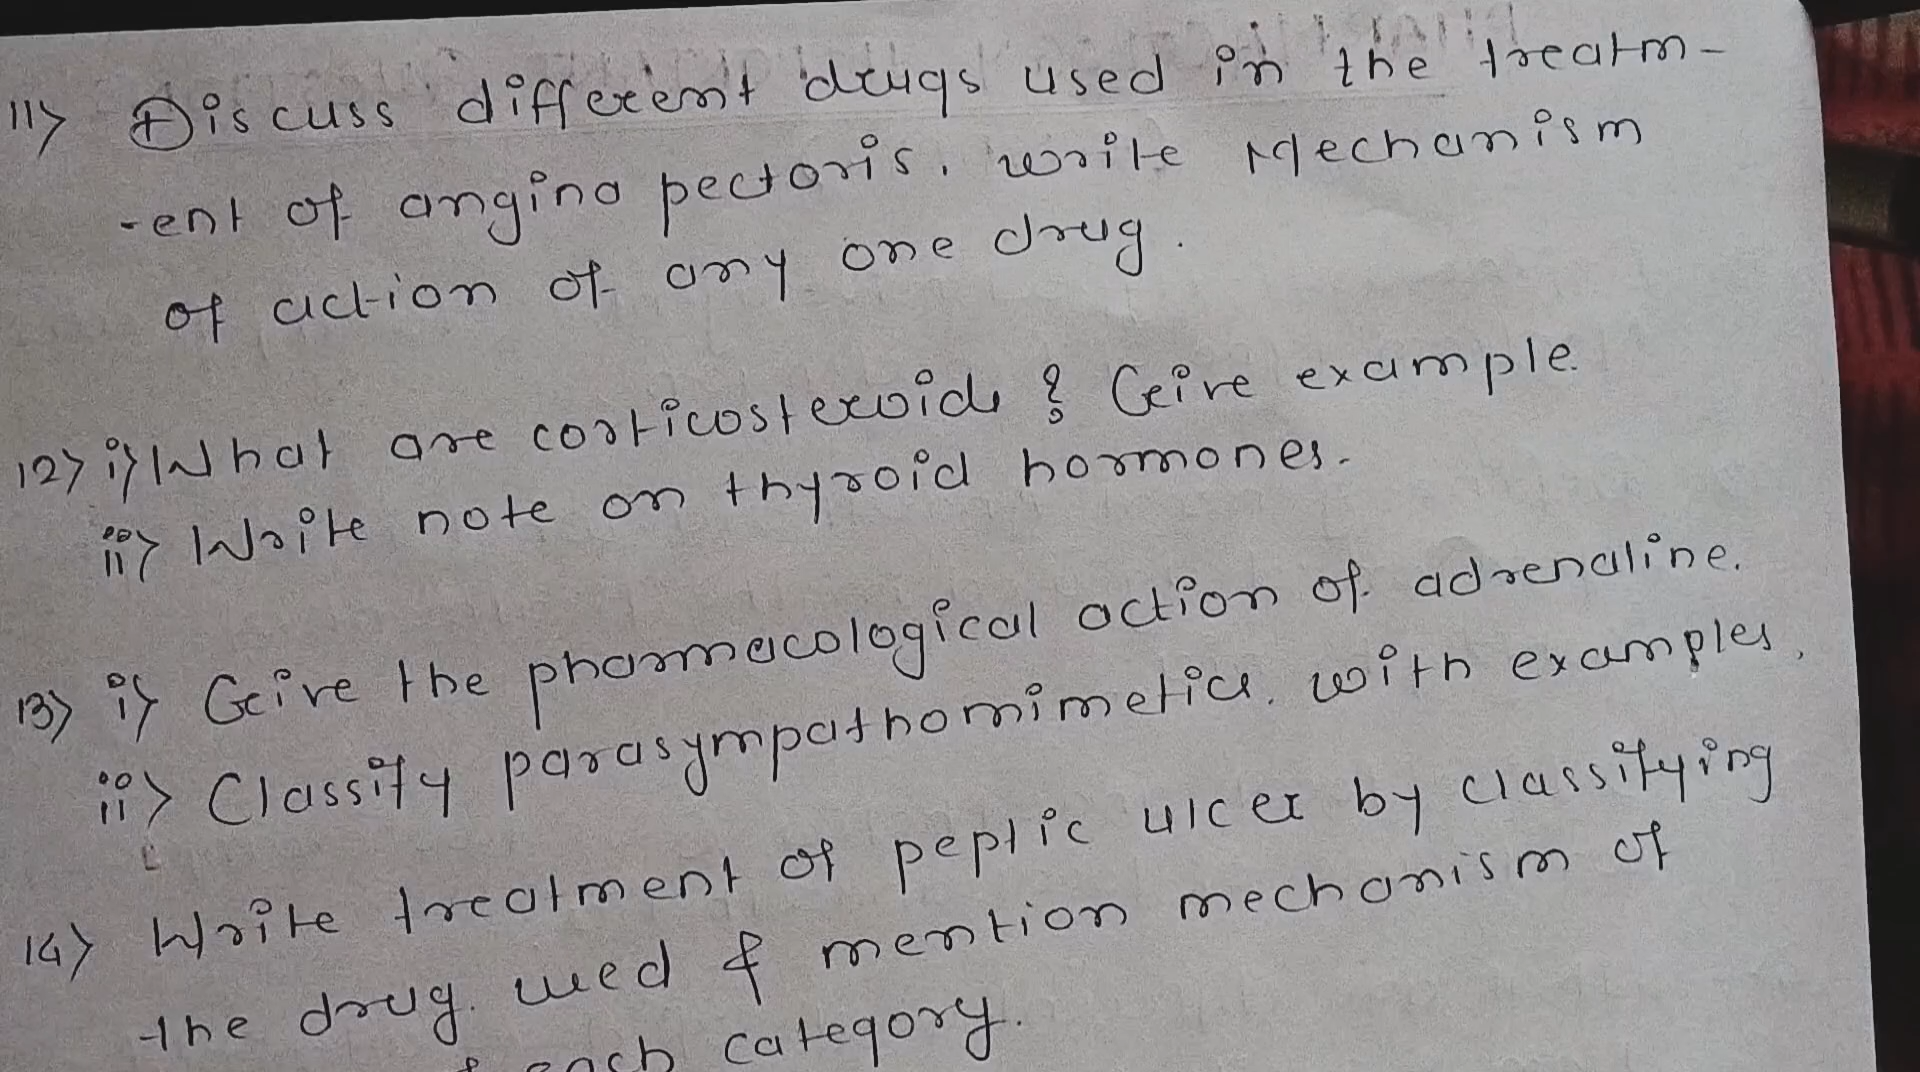 11> Discuss different drugs used in the treatm-
-ent of angina pectoris. write Mechanism
of action of any one drug.
12> i> What are corticosteroids? Give example.
ii> Write note on thyroid hormones.
13> i> Give the pharmacological action of adrenaline.
ii> Classify parasympathomimetics. with examples.
14> Write treatment of peptic ulcer by classifying
the drug. used & mention mechanism of
each category.